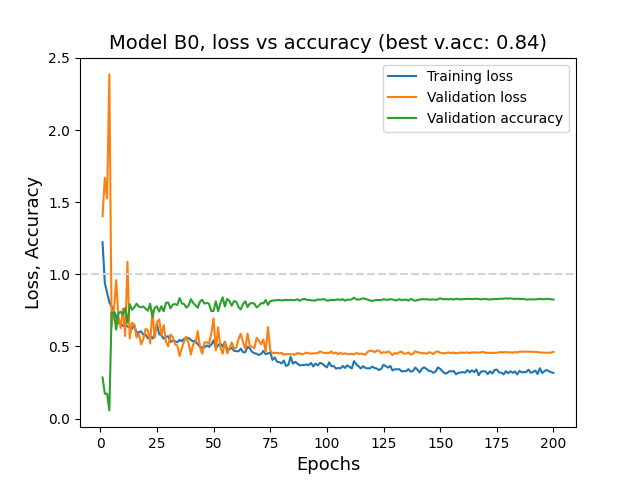 Model B0, loss vs accuracy (best v.acc: 0.84)
Training loss
Validation loss
Validation accuracy
Loss, Accuracy
2.5
2.0
1.5
1.0
0.5
0.0
0 25 50 75 100 125 150 175 200
Epochs